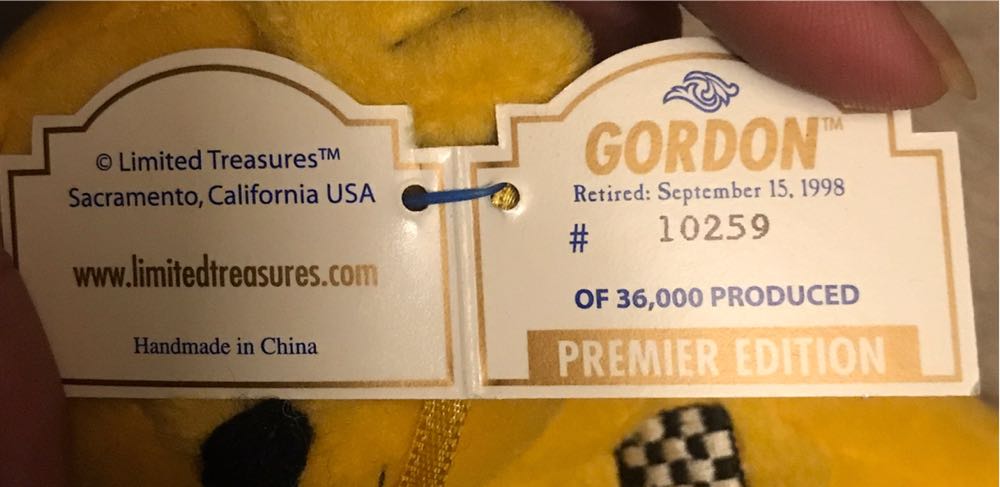 © Limited Treasures™
Sacramento, California USA
www.limitedtreasures.com
Handmade in China
GORDON™
Retired: September 15, 1998
# 10259
OF 36,000 PRODUCED
PREMIER EDITION